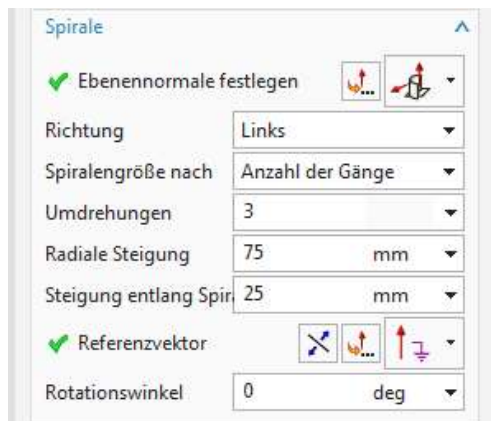 Spirale
Ebenennormale festlegen
Richtung Links
Spiralengröße nach Anzahl der Gänge
Umdrehungen 3
Radiale Steigung 75 mm
Steigung entlang Spir 25 mm
Referenzvektor
Rotationswinkel 0 deg